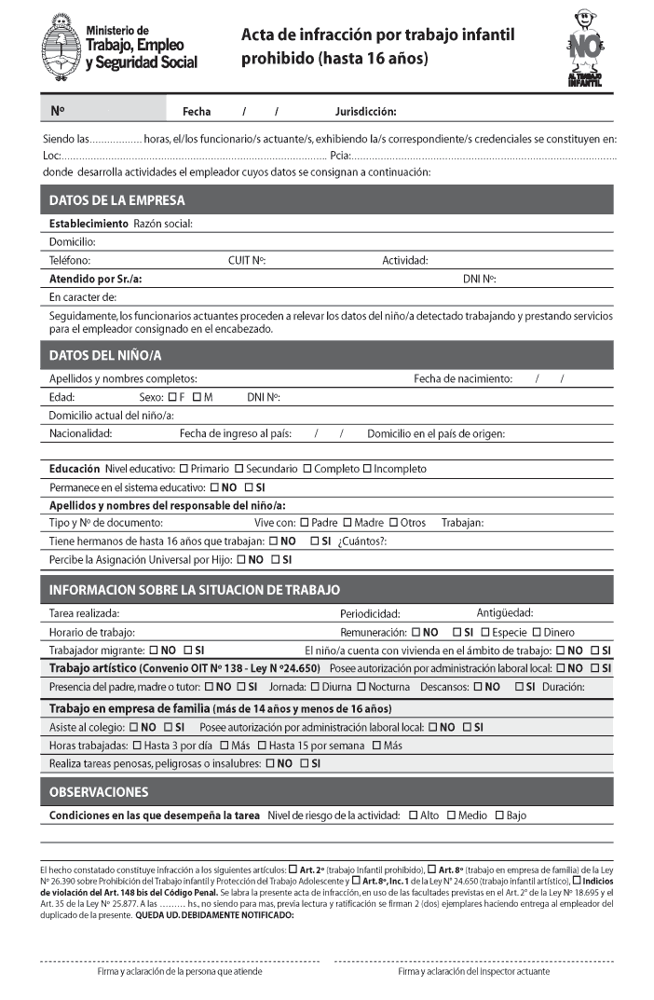 Ministerio de
Trabajo, Empleo
y Seguridad Social
Acta de infracción por trabajo infantil
prohibido (hasta 16 años)
NO
AL TRABAJO
INFANTIL
Nº Fecha / / Jurisdicción:
Siendo las.................. horas, el/los funcionario/s actuante/s, exhibiendo la/s correspondiente/s credenciales se constituyen en:
Loc:............................................................................................ Pcia:............................................................................................
donde desarrolla actividades el empleador cuyos datos se consignan a continuación:
DATOS DE LA EMPRESA
Establecimiento Razón social:
Domicilio:
Teléfono: CUIT Nº: Actividad:
Atendido por Sr./a: DNI Nº:
En caracter de:
Seguidamente, los funcionarios actuantes proceden a relevar los datos del niño/a detectado trabajando y prestando servicios
para el empleador consignado en el encabezado.
DATOS DEL NIÑO/A
Apellidos y nombres completos: Fecha de nacimiento: / /
Edad: Sexo: ☐ F ☐ M DNI Nº:
Domicilio actual del niño/a:
Nacionalidad: Fecha de ingreso al país: / / Domicilio en el país de origen:
Educación Nivel educativo: ☐ Primario ☐ Secundario ☐ Completo ☐ Incompleto
Permanece en el sistema educativo: ☐ NO ☐ SI
Apellidos y nombres del responsable del niño/a:
Tipo y Nº de documento: Vive con: ☐ Padre ☐ Madre ☐ Otros Trabajan:
Tiene hermanos de hasta 16 años que trabajan: ☐ NO ☐ SI ¿Cuántos?:
Percibe la Asignación Universal por Hijo: ☐ NO ☐ SI
INFORMACION SOBRE LA SITUACION DE TRABAJO
Tarea realizada: Periodicidad: Antigüedad:
Horario de trabajo: Remuneración: ☐ NO ☐ SI ☐ Especie ☐ Dinero
Trabajador migrante: ☐ NO ☐ SI El niño/a cuenta con vivienda en el ámbito de trabajo: ☐ NO ☐ SI
Trabajo artístico (Convenio OIT Nº 138 - Ley N º24.650) Posee autorización por administración laboral local: ☐ NO ☐ SI
Presencia del padre, madre o tutor: ☐ NO ☐ SI Jornada: ☐ Diurna ☐ Nocturna Descansos: ☐ NO ☐ SI Duración:
Trabajo en empresa de familia (más de 14 años y menos de 16 años)
Asiste al colegio: ☐ NO ☐ SI Posee autorización por administración laboral local: ☐ NO ☐ SI
Horas trabajadas: ☐ Hasta 3 por día ☐ Más ☐ Hasta 15 por semana ☐ Más
Realiza tareas penosas, peligrosas o insalubres: ☐ NO ☐ SI
OBSERVACIONES
Condiciones en las que desempeña la tarea Nivel de riesgo de la actividad: ☐ Alto ☐ Medio ☐ Bajo
El hecho constatado constituye infracción a los siguientes artículos: ☐ Art. 2º (trabajo Infantil prohibido), ☐ Art. 8º (trabajo en empresa de familia) de la Ley
Nº 26.390 sobre Prohibición del Trabajo infantil y Protección del Trabajo Adolescente y ☐ Art. 8º, Inc. 1 de la Ley N° 24.650 (trabajo infantil artístico), ☐ Indicios
de violación del Art. 148 bis del Código Penal. Se labra la presente acta de infracción, en uso de las facultades previstas en el Art. 2° de la Ley Nº 18.695 y el
Art. 35 de la Ley Nº 25.877. A las ......... hs., no siendo para mas, previa lectura y ratificación se firman 2 (dos) ejemplares haciendo entrega al empleador del
duplicado de la presente. QUEDA UD. DEBIDAMENTE NOTIFICADO:
Firma y aclaración de la persona que atiende Firma y aclaración del inspector actuante